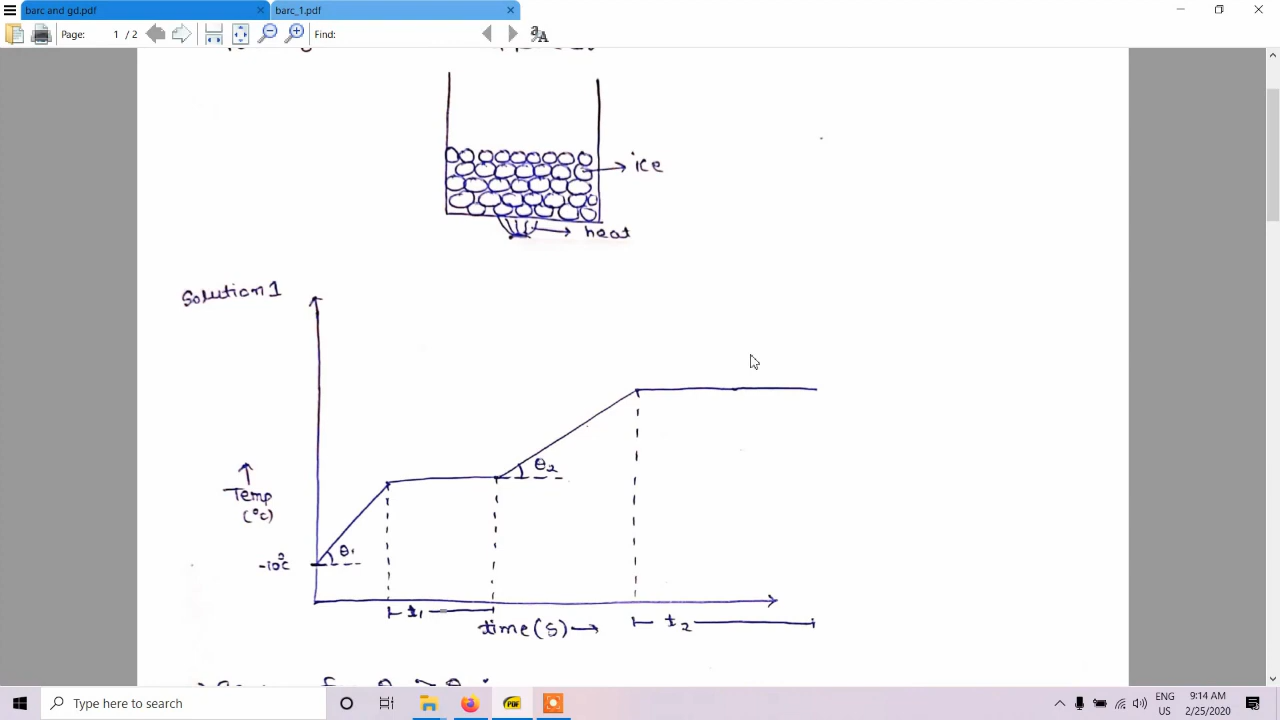 barc and gd.pdf
barc_1.pdf
Page: 1 / 2
Find:
ice
heat
Solution 1
Temp
(°c)
-10°c
θ1
θ2
t1
time(s) →
t2
Type here to search
ENG
US
9:14 AM
2/25/2020